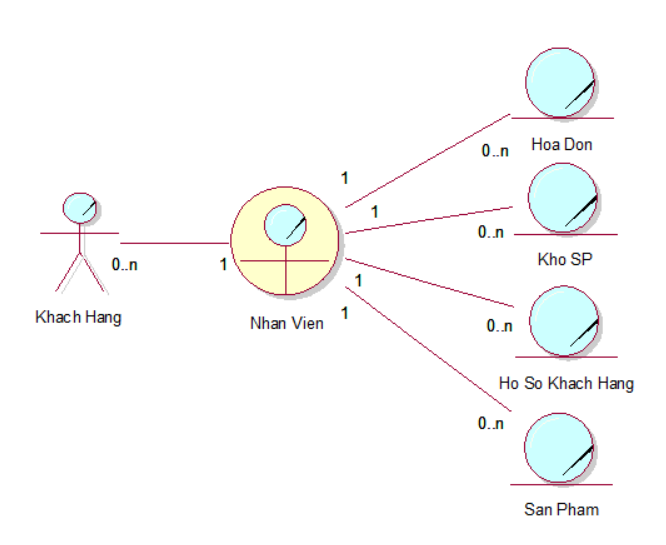 Hoa Don
0..n
1
1
0..n
Kho SP
0..n
1
Khach Hang
Nhan Vien
1
1
0..n
Ho So Khach Hang
0..n
San Pham